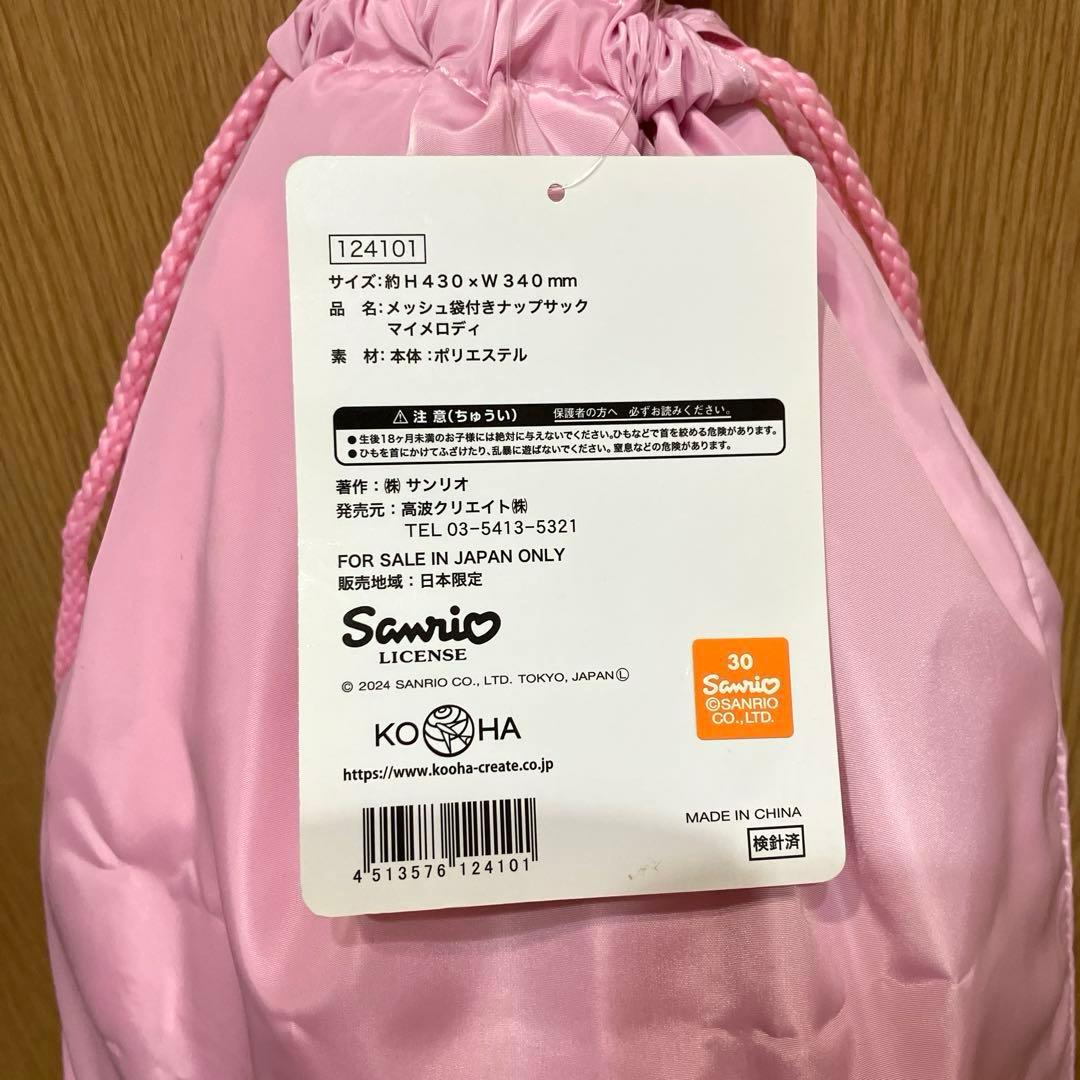 124101
サイズ:約H430×W340mm
品　名:メッシュ袋付きナップサック
マイメロディ
素　材:本体:ポリエステル
⚠注意(ちゅうい)　保護者の方へ　必ずお読みください。
●生後18ヶ月未満のお子様には絶対に与えないでください。ひもなどで首を絞める危険があります。
●ひもを首にかけてふざけたり、乱暴に遊ばないでください。窒息などの危険があります。
著作:㈱サンリオ
発売元:高波クリエイト㈱
TEL 03-5413-5321
FOR SALE IN JAPAN ONLY
販売地域:日本限定
Sanrio
LICENSE
© 2024 SANRIO CO., LTD. TOKYO, JAPAN Ⓛ
30
Sanrio
©SANRIO
CO.,LTD.
KOOHA
https://www.kooha-create.co.jp
MADE IN CHINA
検針済
4 513576 124101